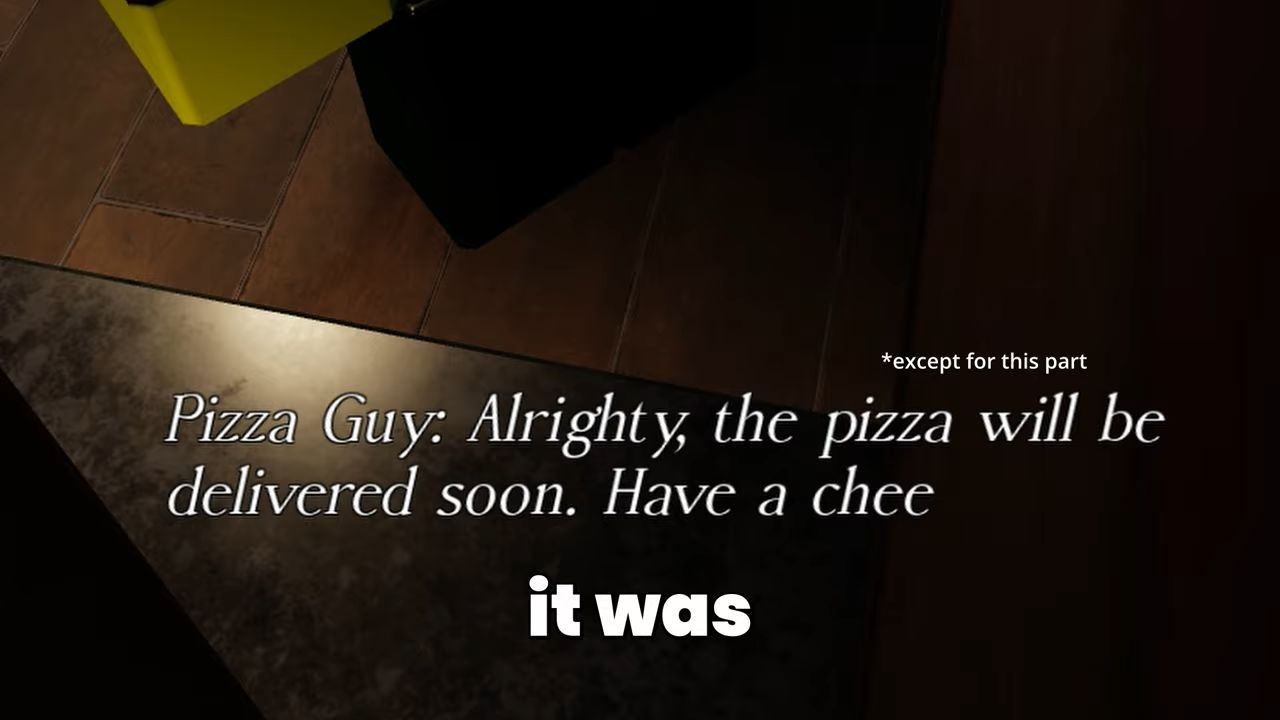 *except for this part
Pizza Guy: Alrighty, the pizza will be
delivered soon. Have a chee
it was